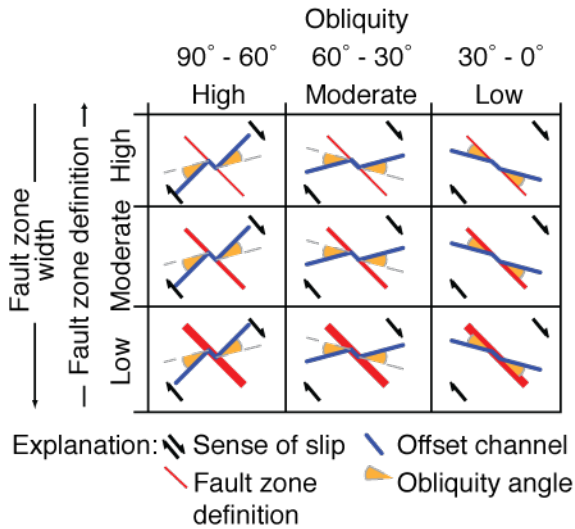 Obliquity
90° - 60° 60° - 30° 30° - 0°
High Moderate Low
Fault zone width
— Fault zone definition
High
Moderate
Low
Explanation: Sense of slip Offset channel
Fault zone definition Obliquity angle